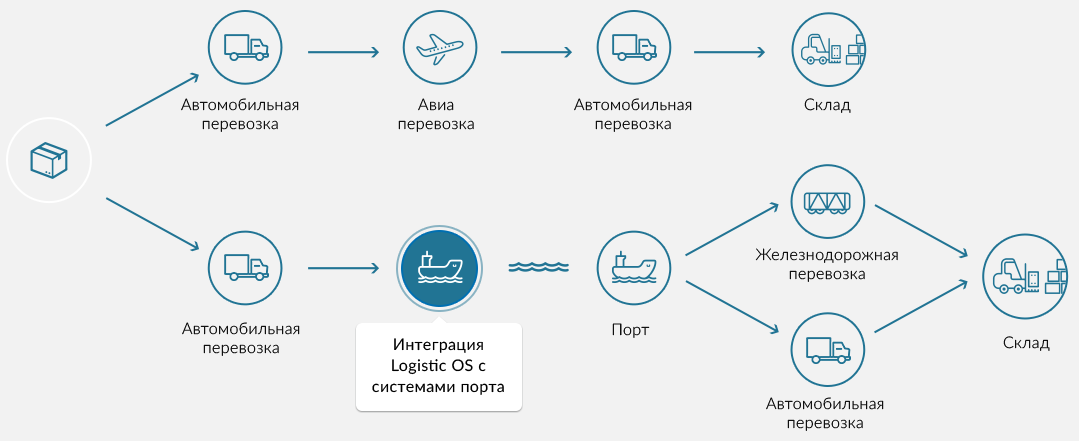 Автомобильная
перевозка
Авиа
перевозка
Автомобильная
перевозка
Склад
Железнодорожная
перевозка
Автомобильная
перевозка
Интеграция
Logistic OS с
системами порта
Порт
Склад
Автомобильная
перевозка